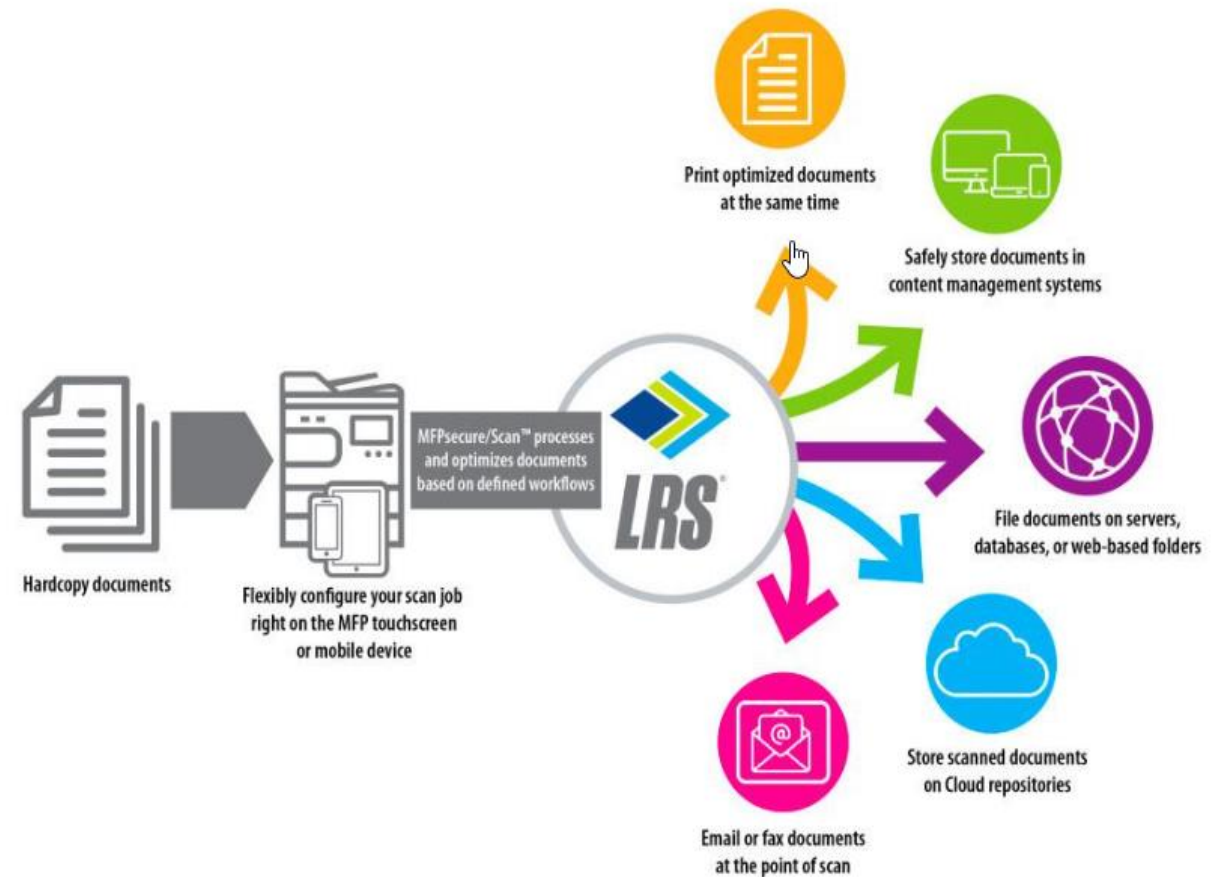 Print optimized documents
at the same time
Safely store documents in
content management systems
MFPsecure/Scan™ processes
and optimizes documents
based on defined workflows
LRS®
File documents on servers,
databases, or web-based folders
Hardcopy documents
Flexibly configure your scan job
right on the MFP touchscreen
or mobile device
@
Store scanned documents
on Cloud repositories
Email or fax documents
at the point of scan